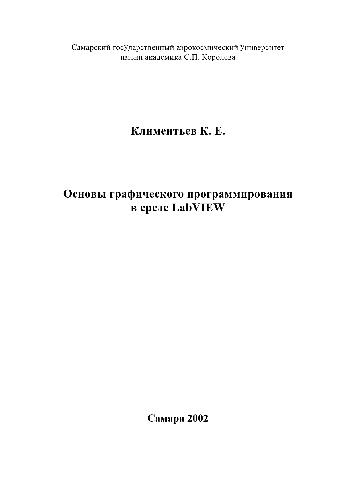 Самарский государственный аэрокосмический университет
имени академика С.П. Королева
Климентьев К. Е.
Основы графического программирования
в среде LabVIEW
Самара 2002